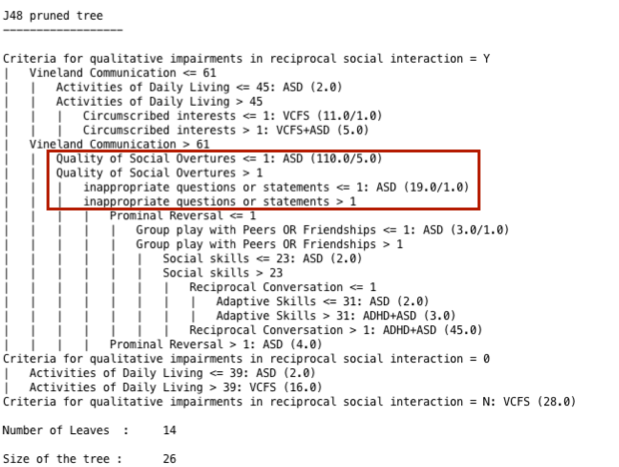 J48 pruned tree
------------------
Criteria for qualitative impairments in reciprocal social interaction = Y
|   Vineland Communication <= 61
|   |   Activities of Daily Living <= 45: ASD (2.0)
|   |   Activities of Daily Living > 45
|   |   |   Circumscribed interests <= 1: VCFS (11.0/1.0)
|   |   |   Circumscribed interests > 1: VCFS+ASD (5.0)
|   Vineland Communication > 61
|   |   Quality of Social Overtures <= 1: ASD (110.0/5.0)
|   |   Quality of Social Overtures > 1
|   |   |   inappropriate questions or statements <= 1: ASD (19.0/1.0)
|   |   |   inappropriate questions or statements > 1
|   |   |   |   Prominal Reversal <= 1
|   |   |   |   |   Group play with Peers OR Friendships <= 1: ASD (3.0/1.0)
|   |   |   |   |   Group play with Peers OR Friendships > 1
|   |   |   |   |   |   Social skills <= 23: ASD (2.0)
|   |   |   |   |   |   Social skills > 23
|   |   |   |   |   |   |   Reciprocal Conversation <= 1
|   |   |   |   |   |   |   |   Adaptive Skills <= 31: ASD (2.0)
|   |   |   |   |   |   |   |   Adaptive Skills > 31: ADHD+ASD (3.0)
|   |   |   |   |   |   |   Reciprocal Conversation > 1: ADHD+ASD (45.0)
|   |   |   |   Prominal Reversal > 1: ASD (4.0)
Criteria for qualitative impairments in reciprocal social interaction = 0
|   Activities of Daily Living <= 39: ASD (2.0)
|   Activities of Daily Living > 39: VCFS (16.0)
Criteria for qualitative impairments in reciprocal social interaction = N: VCFS (28.0)
Number of Leaves  :     14
Size of the tree :      26